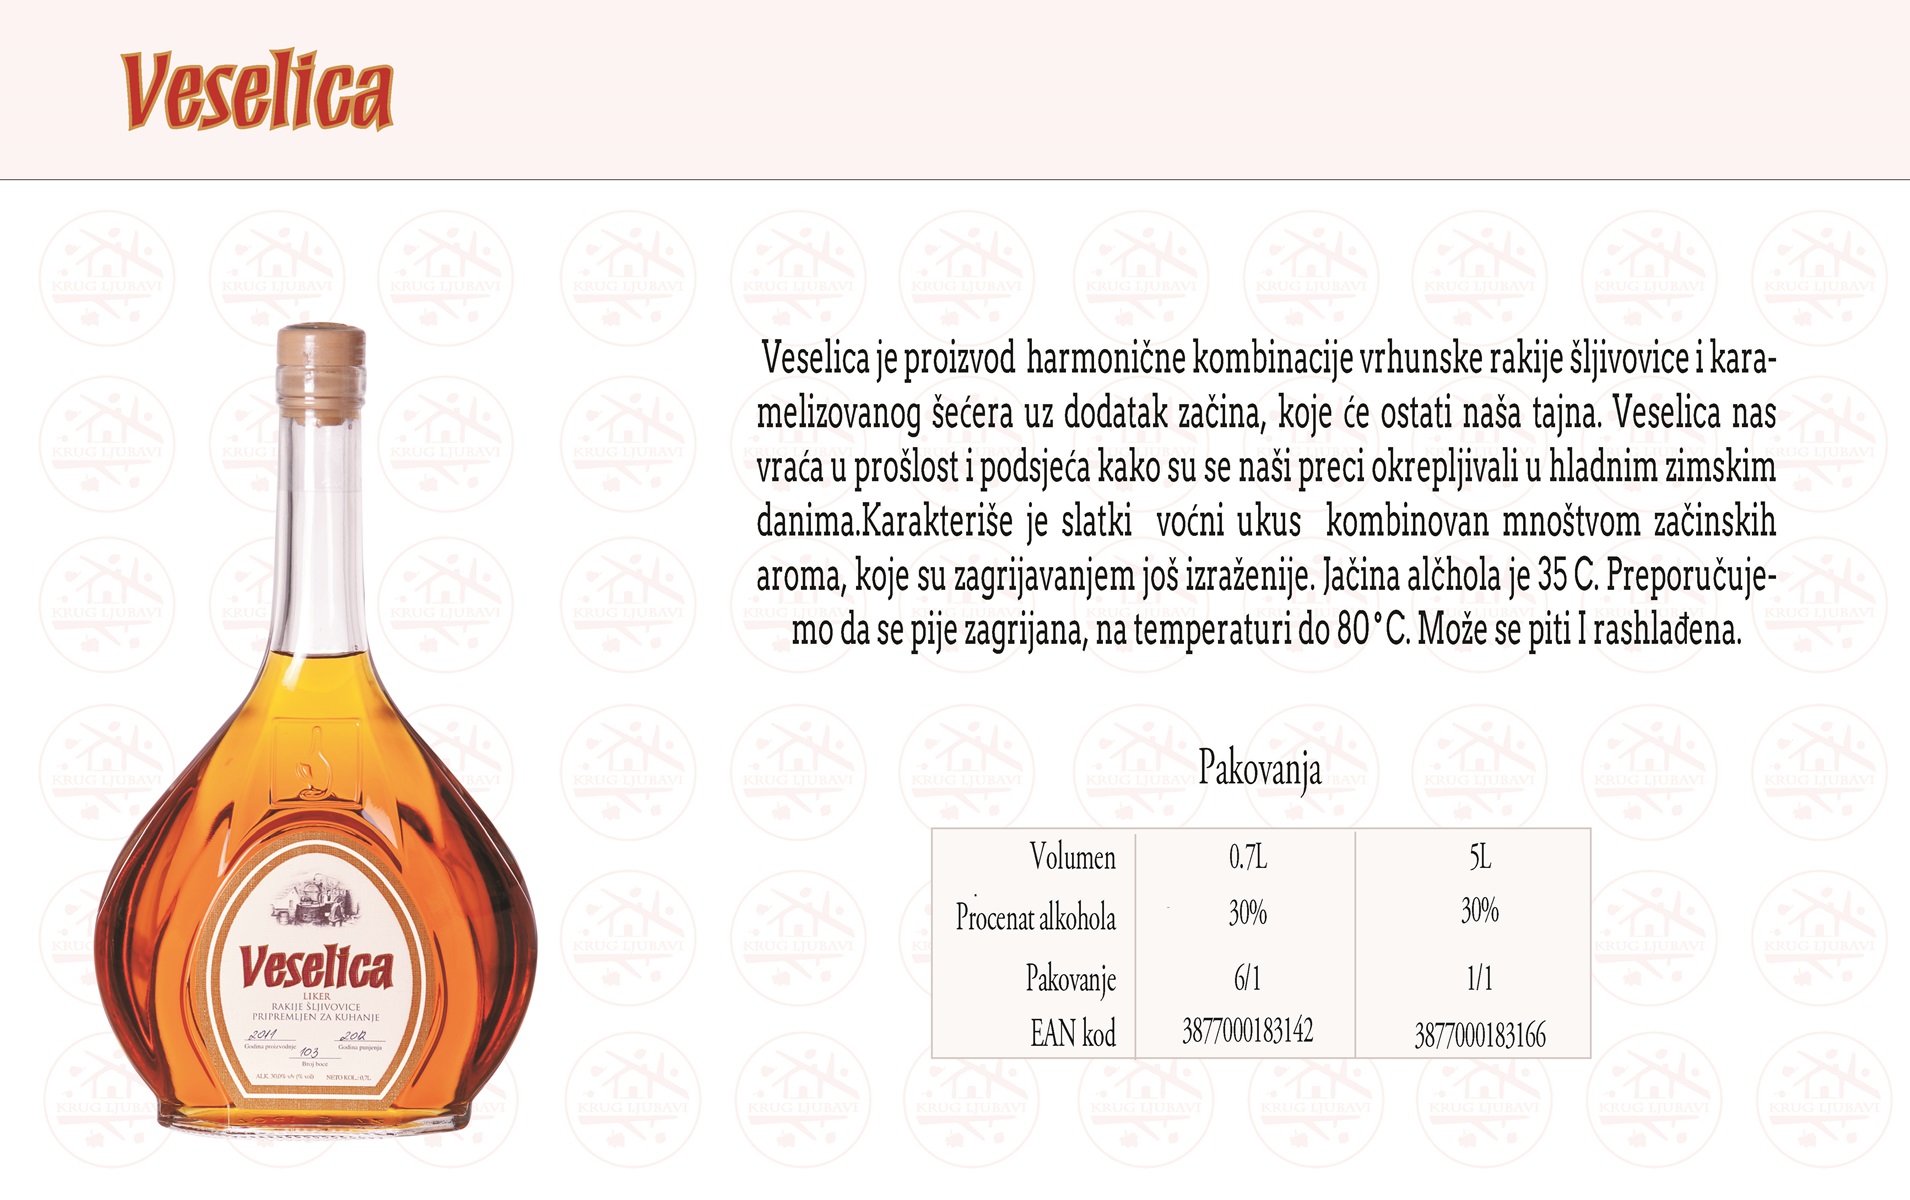 Veselica
Veselica je proizvod harmonične kombinacije vrhunske rakije šljivovice i kara-
melizovanog šećera uz dodatak začina, koje će ostati naša tajna. Veselica nas
vraća u prošlost i podsjeća kako su se naši preci okrepljivali u hladnim zimskim
danima.Karakteriše je slatki voćni ukus kombinovan mnoštvom začinskih
aroma, koje su zagrijavanjem još izraženije. Jačina alčhola je 35 C. Preporučuje-
mo da se pije zagrijana, na temperaturi do 80°C. Može se piti I rashlađena.
Pakovanja
Volumen 0.7L 5L
Procenat alkohola 30% 30%
Pakovanje 6/1 1/1
EAN kod 3877000183142 3877000183166
Veselica
LIKER
RAKIJE ŠLJIVOVICE
PRIPREMLJEN ZA KUHANJE
2011 2012
Godina proizvodnje Godina punjenja
103
Broj boce
ALK. 30.0% v/v (% vol) NETO KOL.: 0,7L
KRUG LJUBAVI